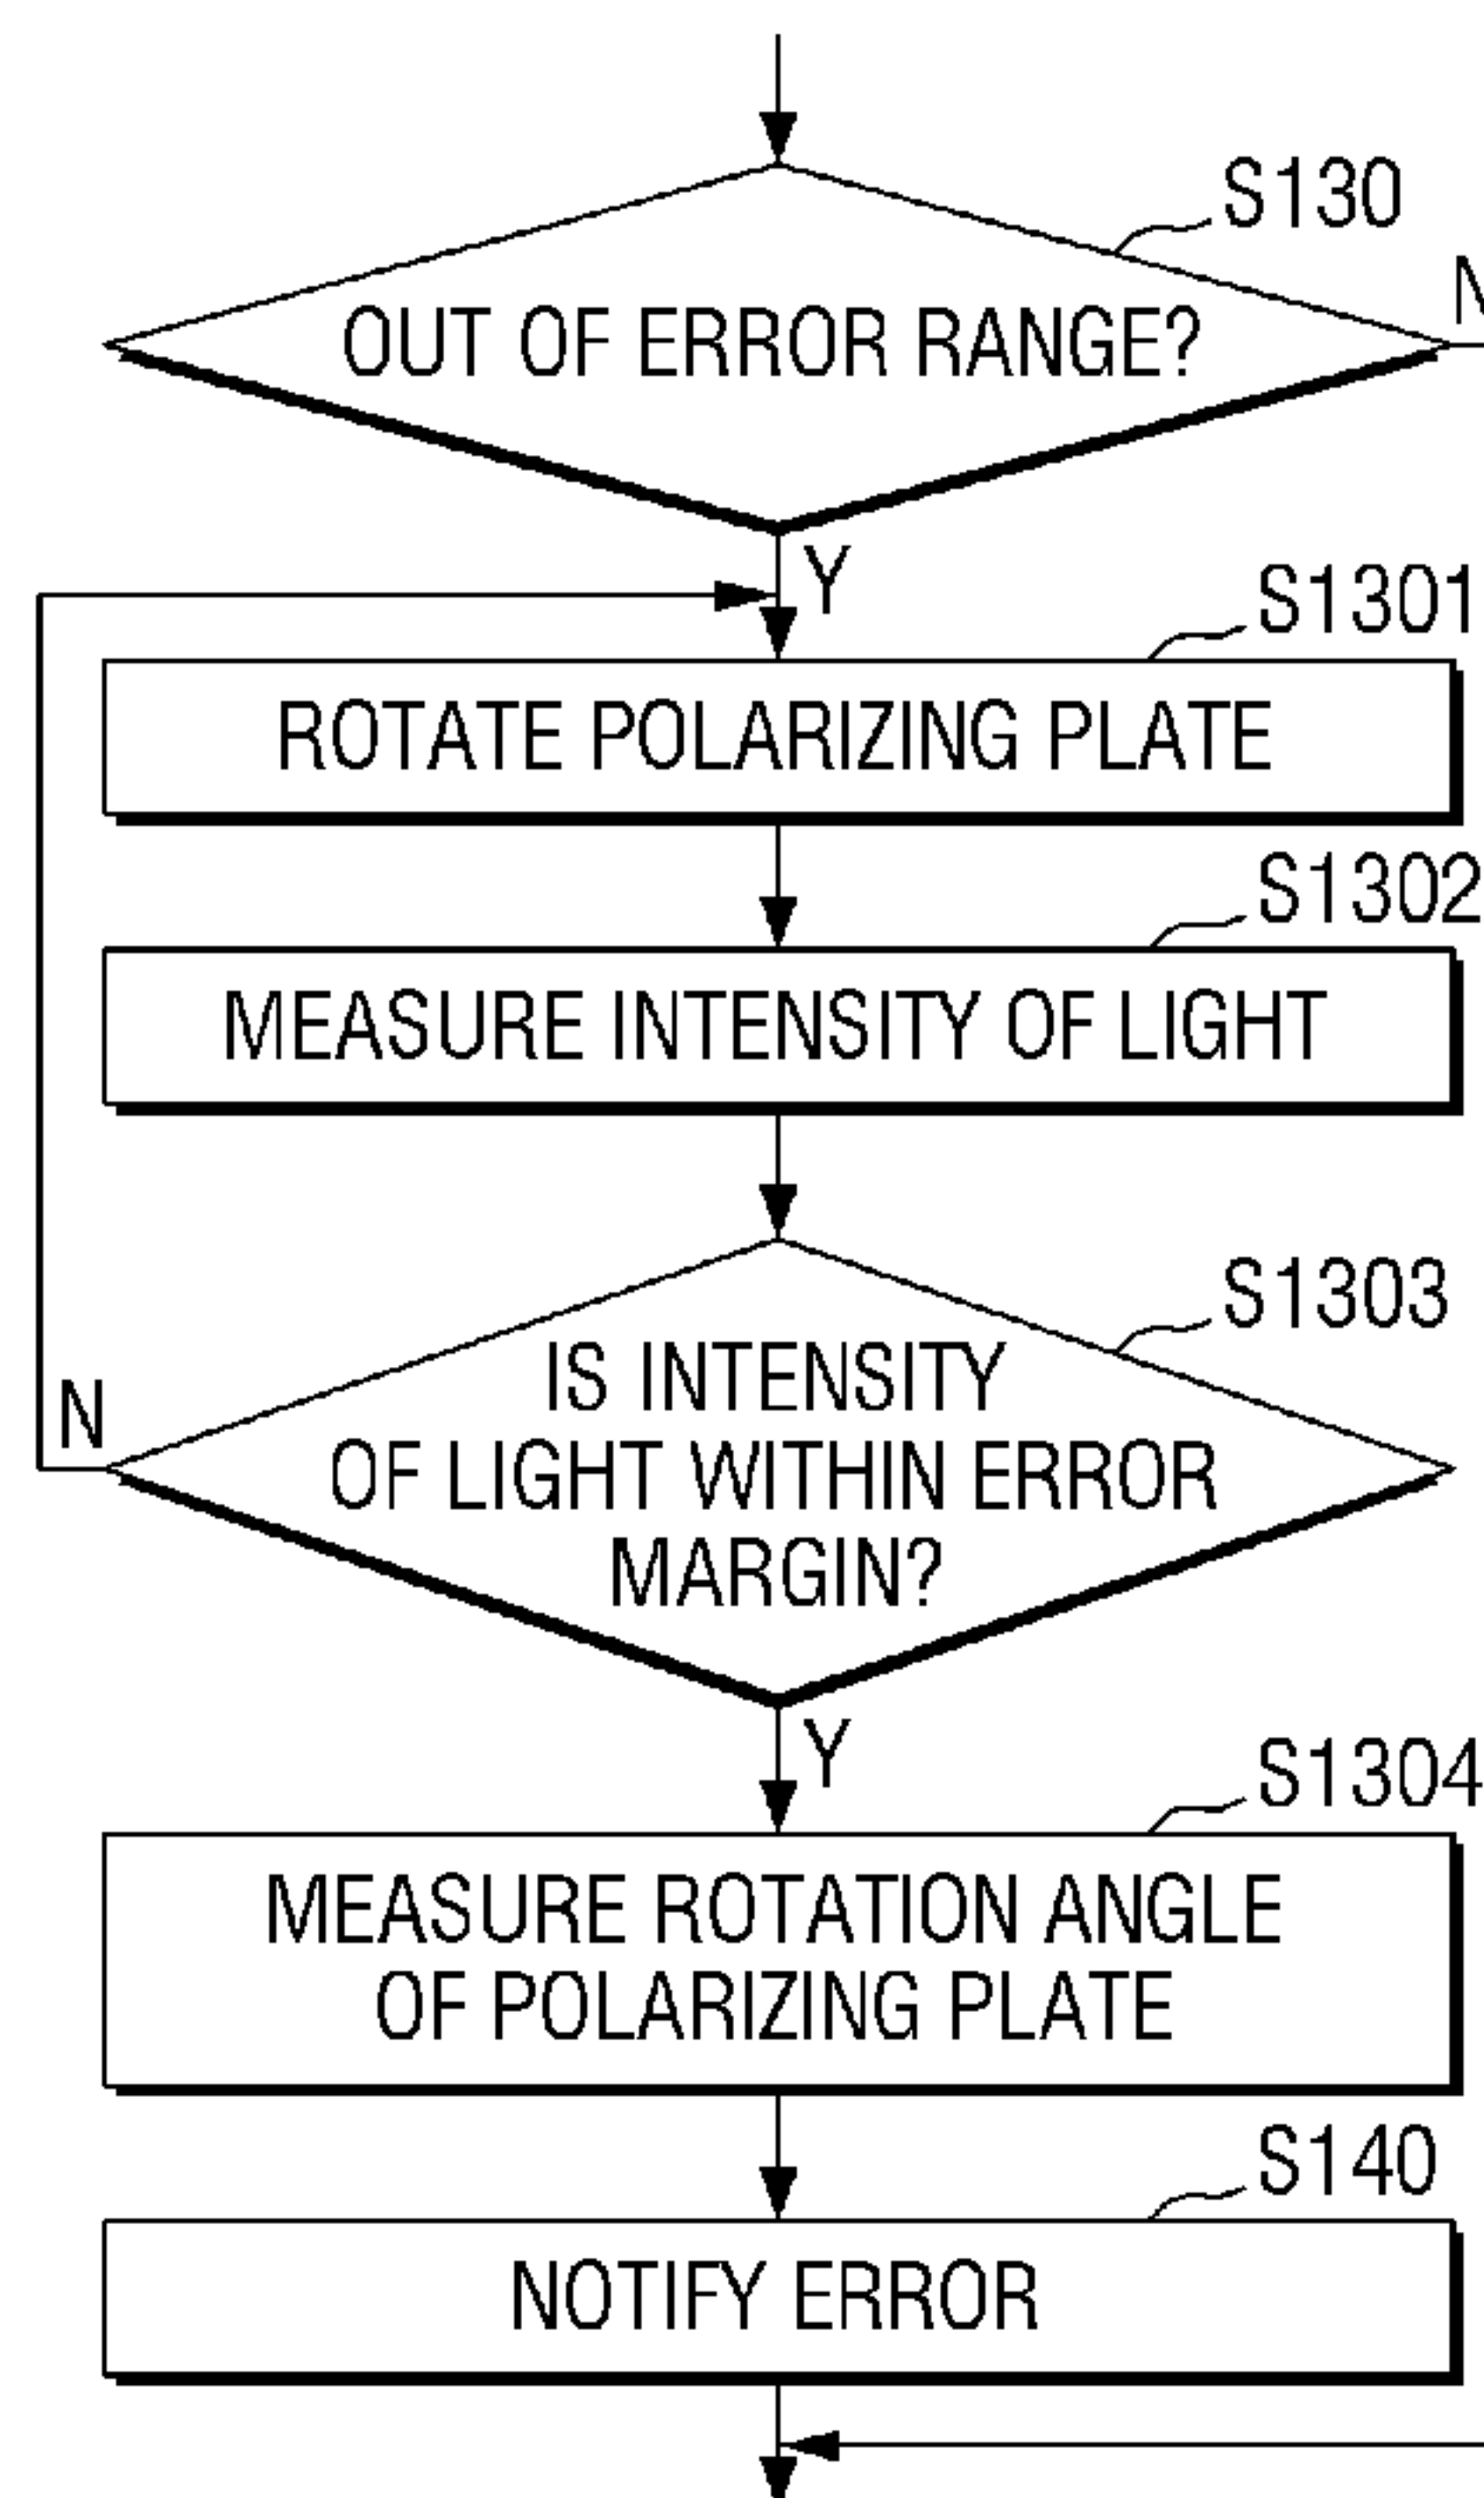 S130
N
OUT OF ERROR RANGE?
Y
S1301
ROTATE POLARIZING PLATE
S1302
MEASURE INTENSITY OF LIGHT
S1303
IS INTENSITY
OF LIGHT WITHIN ERROR
MARGIN?
N
Y
S1304
MEASURE ROTATION ANGLE
OF POLARIZING PLATE
S140
NOTIFY ERROR